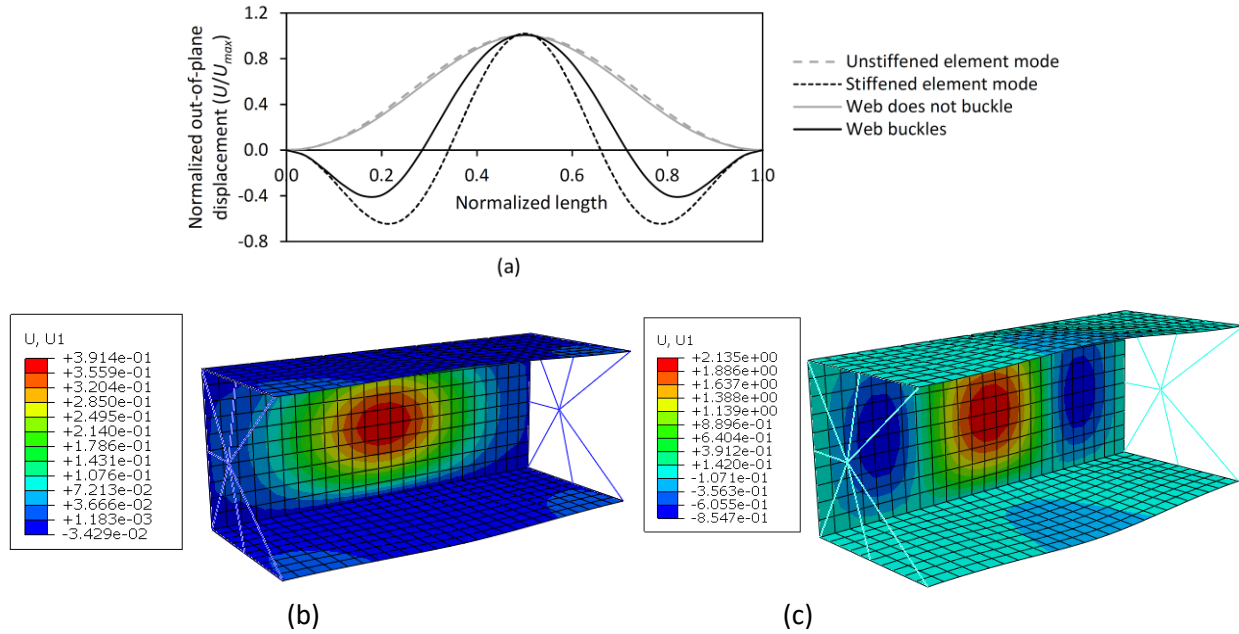 Normalized out-of-plane
displacement (U/Umax)
1.2
0.8
0.4
0.0
-0.4
-0.8
0.0
0.2
0.4
0.6
0.8
1.0
Normalized length
Unstiffened element mode
Stiffened element mode
Web does not buckle
Web buckles
(a)
U, U1
+3.914e-01
+3.559e-01
+3.204e-01
+2.850e-01
+2.495e-01
+2.140e-01
+1.786e-01
+1.431e-01
+1.076e-01
+7.213e-02
+3.666e-02
+1.183e-03
-3.429e-02
(b)
U, U1
+2.135e+00
+1.886e+00
+1.637e+00
+1.388e+00
+1.139e+00
+8.896e-01
+6.404e-01
+3.912e-01
+1.420e-01
-1.071e-01
-3.563e-01
-6.055e-01
-8.547e-01
(c)